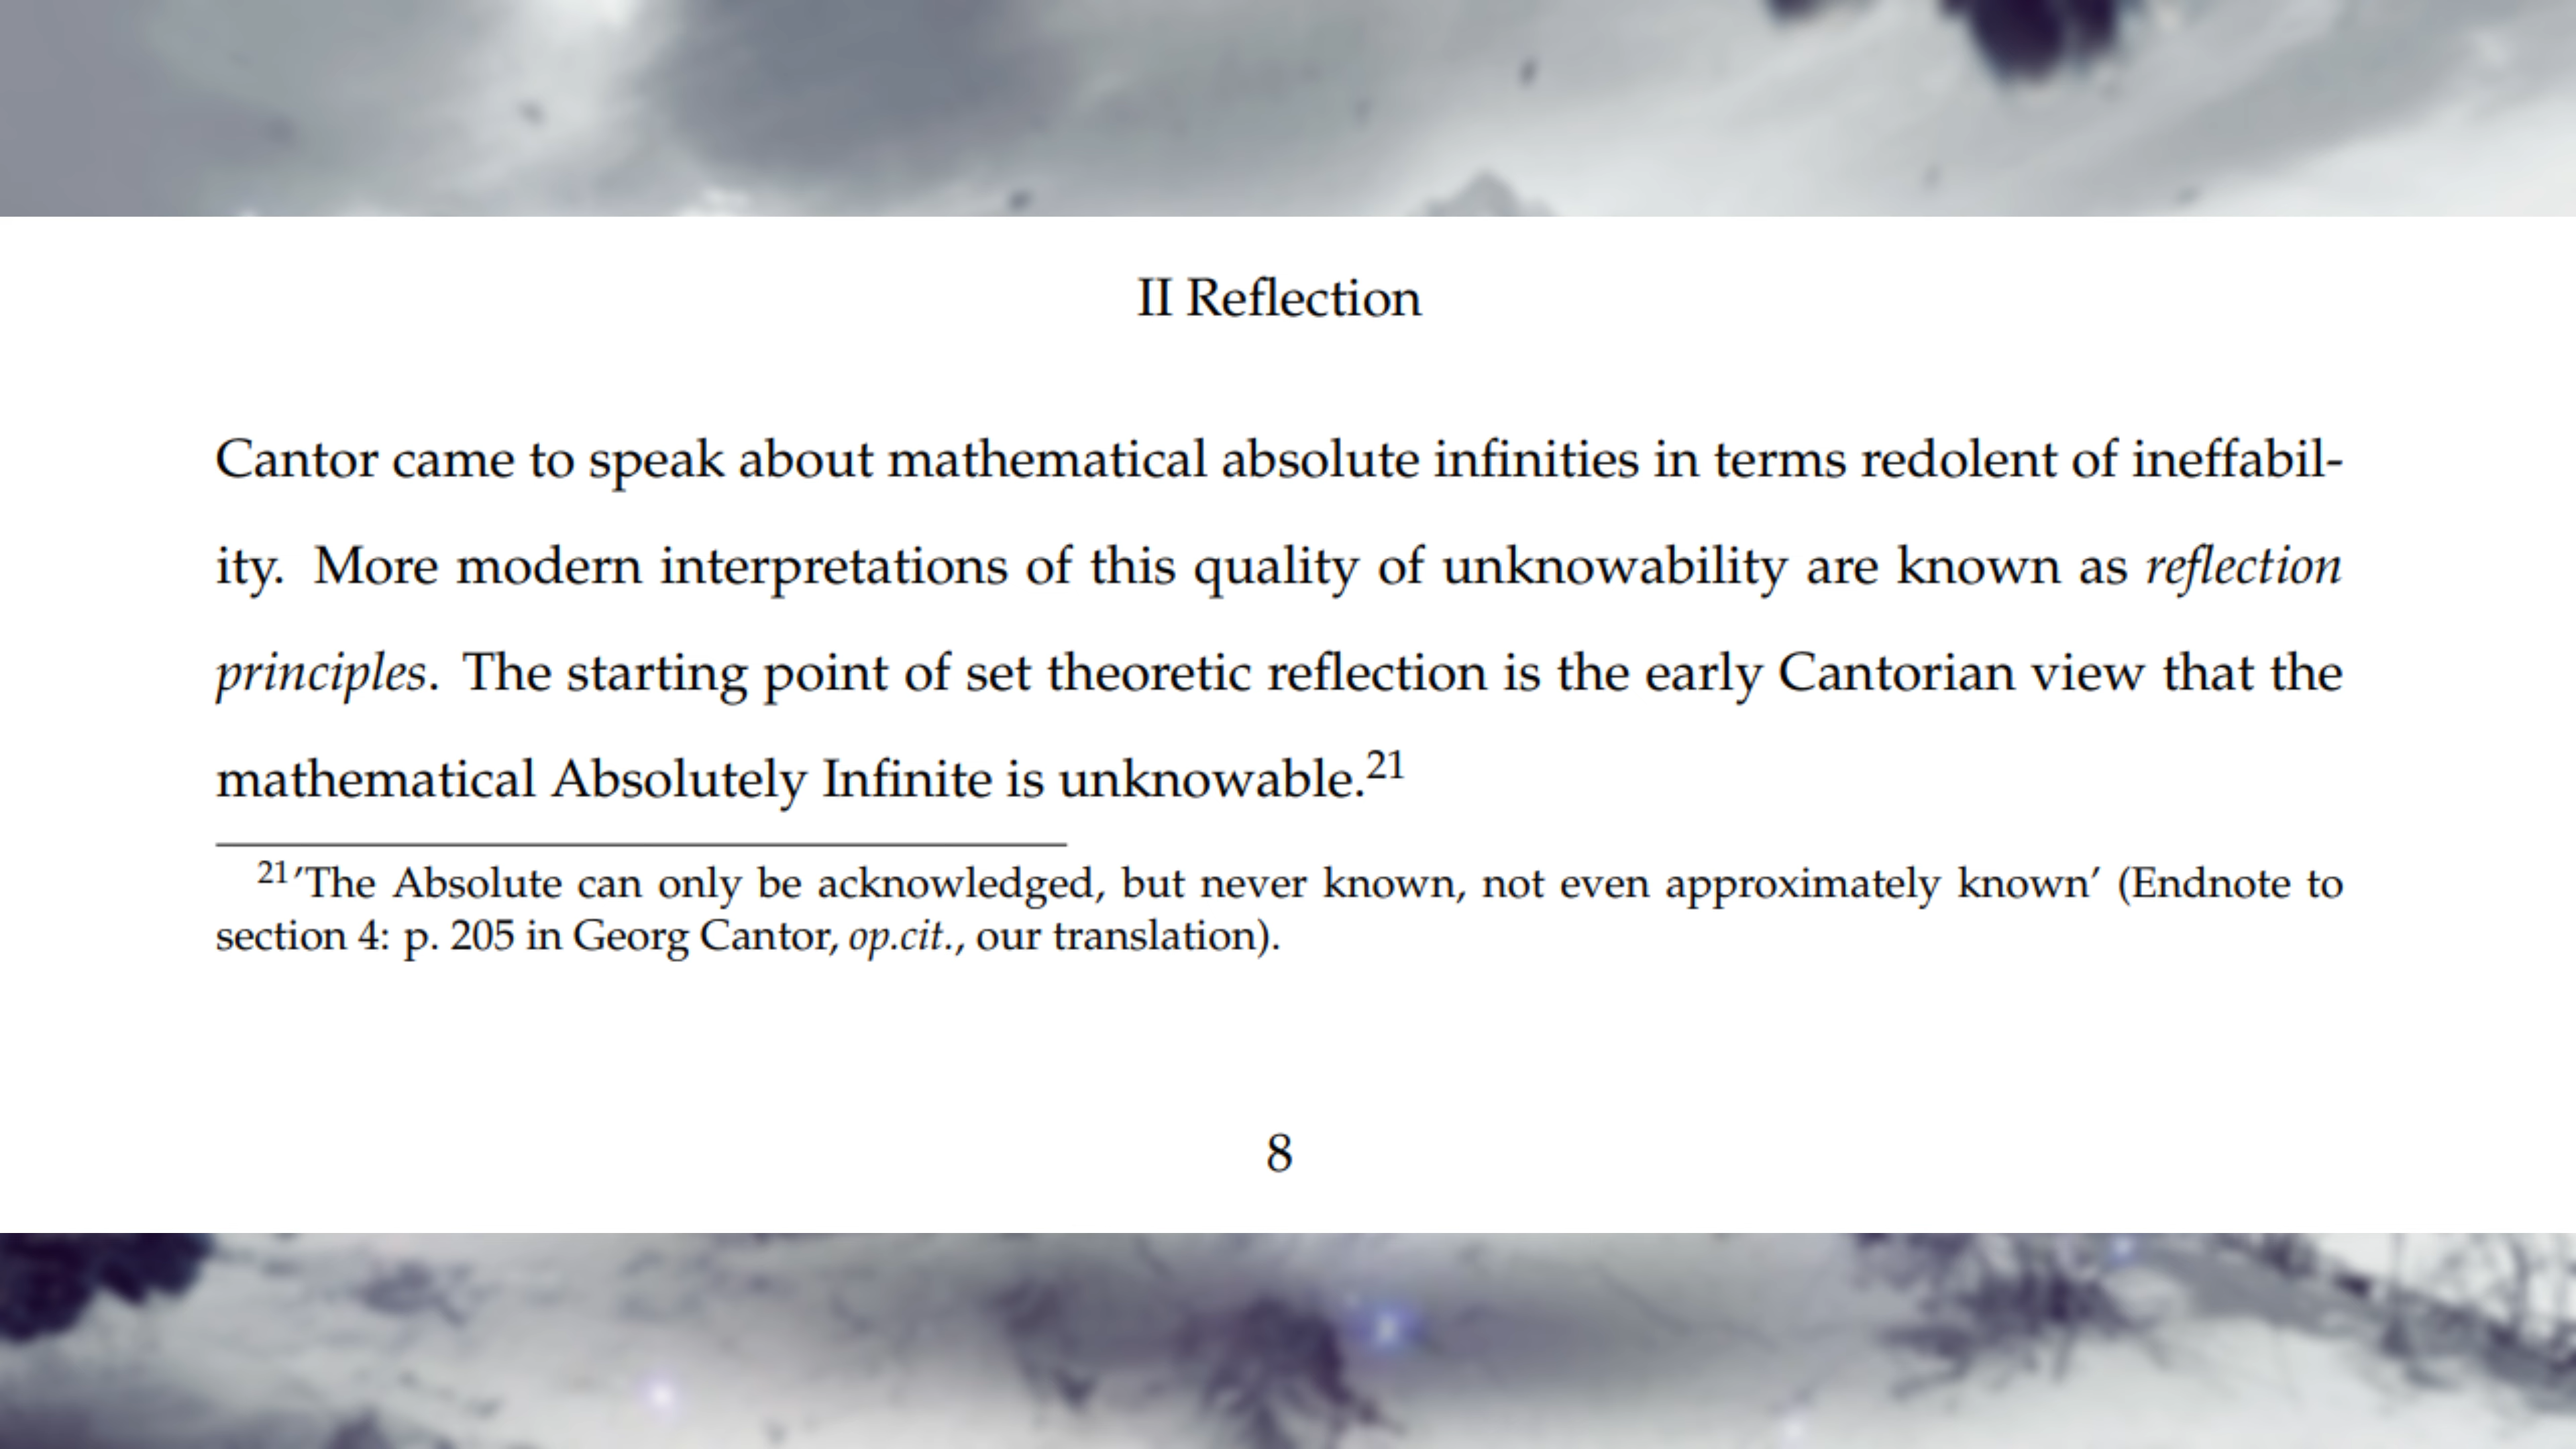 II Reflection
Cantor came to speak about mathematical absolute infinities in terms redolent of ineffabil-
ity. More modern interpretations of this quality of unknowability are known as reflection
principles. The starting point of set theoretic reflection is the early Cantorian view that the
mathematical Absolutely Infinite is unknowable.21
21'The Absolute can only be acknowledged, but never known, not even approximately known' (Endnote to
section 4: p. 205 in Georg Cantor, op.cit., our translation).
8